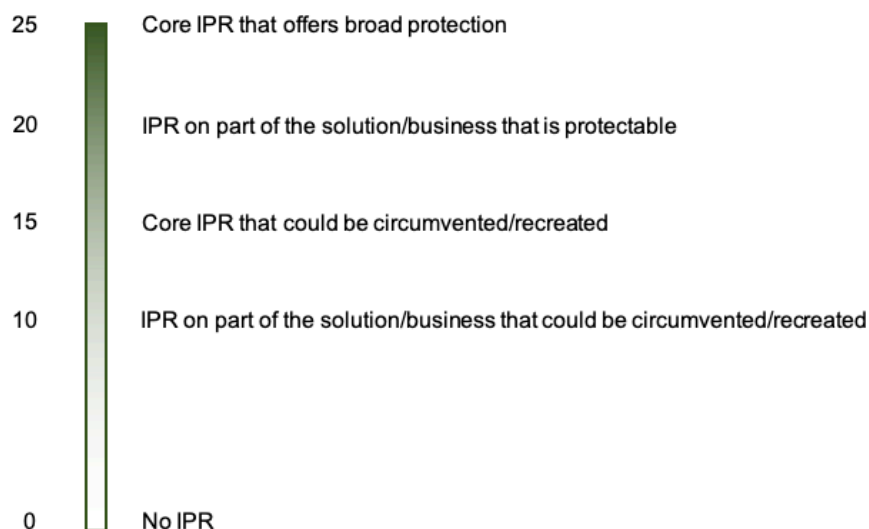 25 Core IPR that offers broad protection
20 IPR on part of the solution/business that is protectable
15 Core IPR that could be circumvented/recreated
10 IPR on part of the solution/business that could be circumvented/recreated
0 No IPR